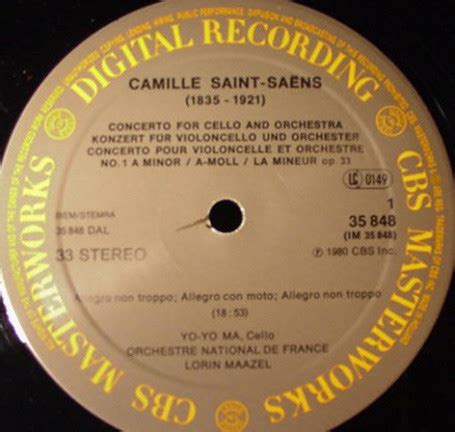 DIGITAL RECORDING
CAMILLE SAINT-SAËNS
(1835 - 1921)
CONCERTO FOR CELLO AND ORCHESTRA
KONZERT FÜR VIOLONCELLO UND ORCHESTER
CONCERTO POUR VIOLONCELLE ET ORCHESTRE
NO. 1 A MINOR / A-MOLL / LA MINEUR op. 33
LC 0149
BIEM/STEMRA
35 848 DAL
1
35 848
(IM 35 848)
33 STEREO
℗ 1980 CBS Inc.
Allegro non troppo; Allegro con moto; Allegro non troppo
(18 : 53)
YO-YO MA, Cello
ORCHESTRE NATIONAL DE FRANCE
LORIN MAAZEL
CBS MASTERWORKS
CBS MASTERWORKS